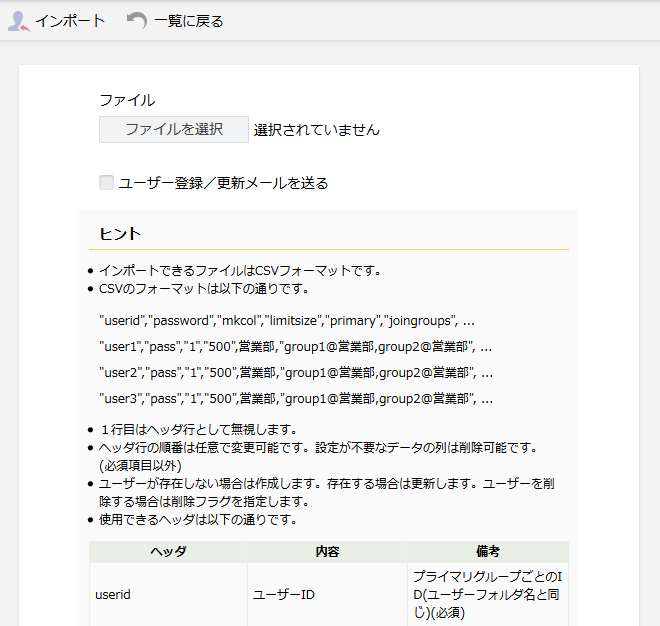 インポート 一覧に戻る
ファイル
ファイルを選択 選択されていません
ユーザー登録／更新メールを送る
ヒント
• インポートできるファイルはCSVフォーマットです。
• CSVのフォーマットは以下の通りです。
"userid","password","mkcol","limitsize","primary","joingroups", ...
"user1","pass","1","500",営業部,"group1@営業部,group2@営業部", ...
"user2","pass","1","500",営業部,"group1@営業部,group2@営業部", ...
"user3","pass","1","500",営業部,"group1@営業部,group2@営業部", ...
• １行目はヘッダ行として無視します。
• ヘッダ行の順番は任意で変更可能です。設定が不要なデータの列は削除可能です。
(必須項目以外)
• ユーザーが存在しない場合は作成します。存在する場合は更新します。ユーザーを削
除する場合は削除フラグを指定します。
• 使用できるヘッダは以下の通りです。
ヘッダ 内容 備考
userid ユーザーID プライマリグループごとのI
D(ユーザーフォルダ名と同
じ)(必須)